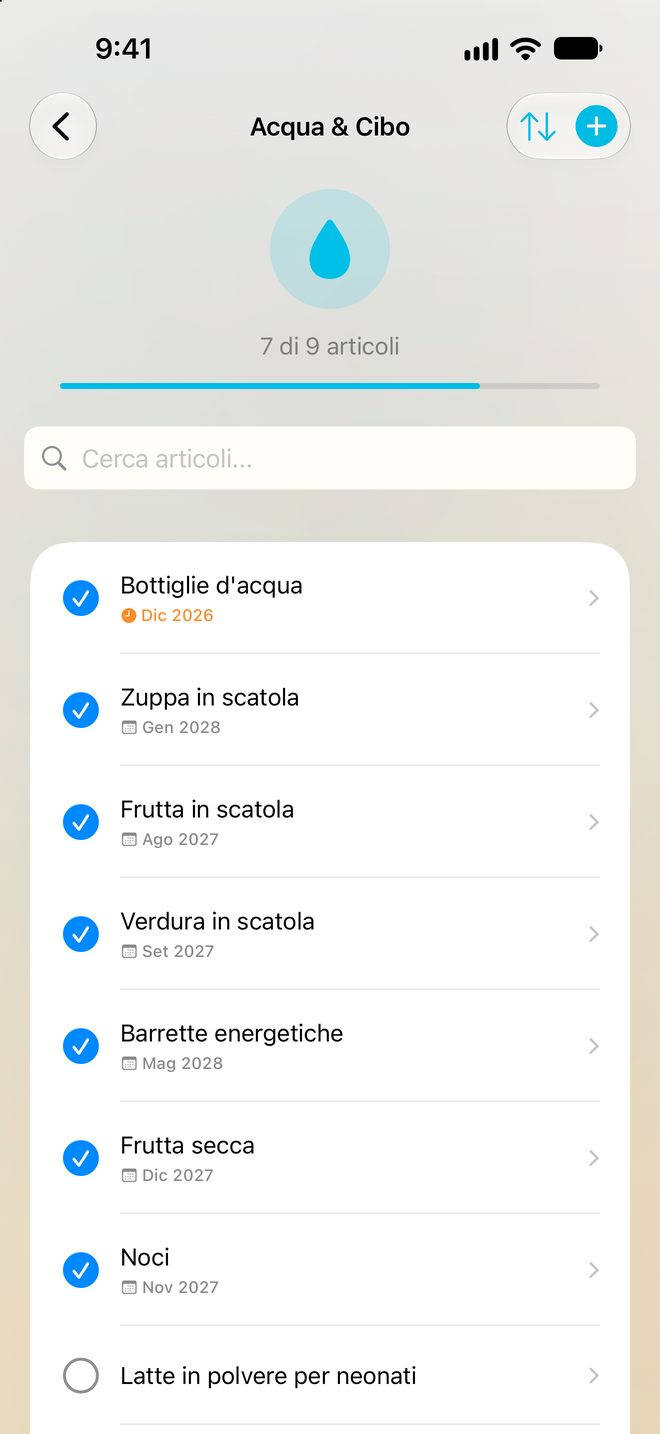 9:41
Acqua & Cibo
7 di 9 articoli
Cerca articoli...
Bottiglie d'acqua
Dic 2026
Zuppa in scatola
Gen 2028
Frutta in scatola
Ago 2027
Verdura in scatola
Set 2027
Barrette energetiche
Mag 2028
Frutta secca
Dic 2027
Noci
Nov 2027
Latte in polvere per neonati